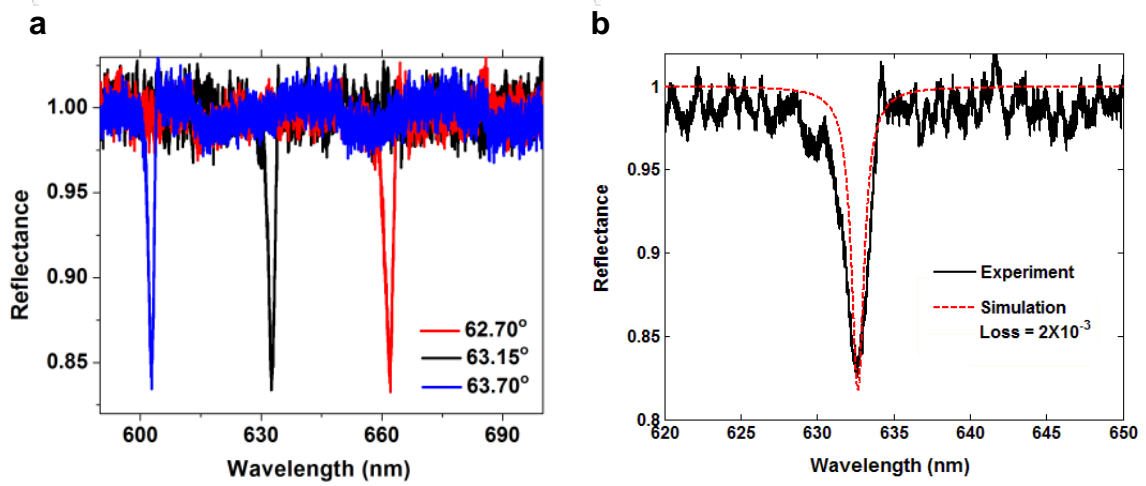 a
1.00
0.95
0.90
0.85
Reflectance
62.70°
63.15°
63.70°
600
630
660
690
Wavelength (nm)
b
1
0.95
0.9
0.85
0.8
Reflectance
Experiment
Simulation
Loss = 2X10⁻³
620
625
630
635
640
645
650
Wavelength (nm)